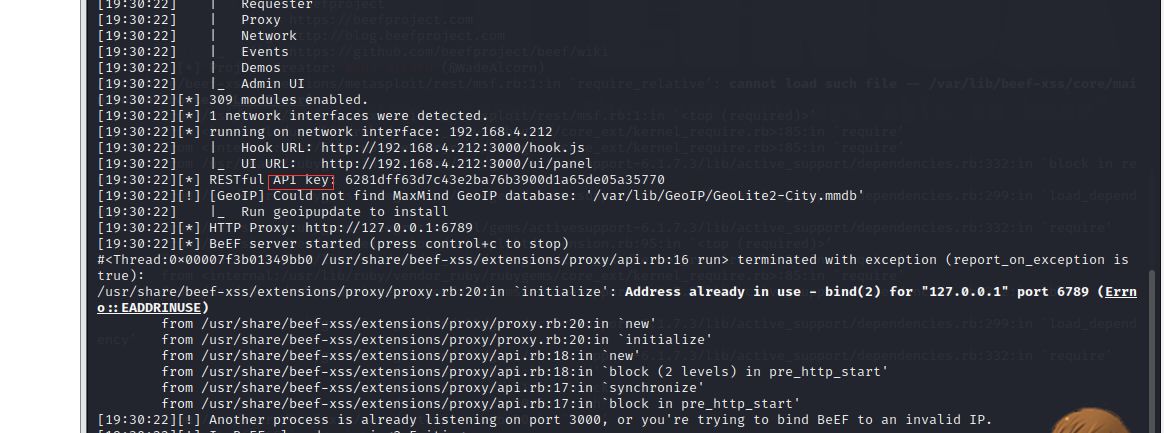 [19:30:22]    |   Requester
[19:30:22]    |   Proxy
[19:30:22]    |   Network
[19:30:22]    |   Events
[19:30:22]    |   Demos
[19:30:22]    |_  Admin UI
[19:30:22][*] 309 modules enabled.
[19:30:22][*] 1 network interfaces were detected.
[19:30:22][*] running on network interface: 192.168.4.212
[19:30:22]    |   Hook URL: http://192.168.4.212:3000/hook.js
[19:30:22]    |_  UI URL:   http://192.168.4.212:3000/ui/panel
[19:30:22][*] RESTful API key: 6281dff63d7c43e2ba76b3900d1a65de05a35770
[19:30:22][!] [GeoIP] Could not find MaxMind GeoIP database: '/var/lib/GeoIP/GeoLite2-City.mmdb'
[19:30:22]    |_  Run geoipupdate to install
[19:30:22][*] HTTP Proxy: http://127.0.0.1:6789
[19:30:22][*] BeEF server started (press control+c to stop)
#<Thread:0×00007f3b01349bb0 /usr/share/beef-xss/extensions/proxy/api.rb:16 run> terminated with exception (report_on_exception is
true):
/usr/share/beef-xss/extensions/proxy/proxy.rb:20:in `initialize': Address already in use - bind(2) for "127.0.0.1" port 6789 (Errn
o::EADDRINUSE)
        from /usr/share/beef-xss/extensions/proxy/proxy.rb:20:in `new'
        from /usr/share/beef-xss/extensions/proxy/proxy.rb:20:in `initialize'
        from /usr/share/beef-xss/extensions/proxy/api.rb:18:in `new'
        from /usr/share/beef-xss/extensions/proxy/api.rb:18:in `block (2 levels) in pre_http_start'
        from /usr/share/beef-xss/extensions/proxy/api.rb:17:in `synchronize'
        from /usr/share/beef-xss/extensions/proxy/api.rb:17:in `block in pre_http_start'
[19:30:22][!] Another process is already listening on port 3000, or you're trying to bind BeEF to an invalid IP.